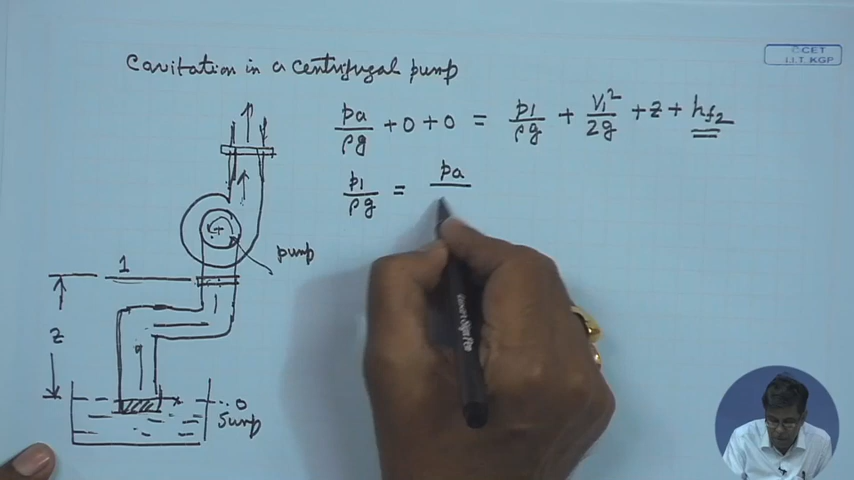 Cavitation in a centrifugal pump
©CET
I.I.T. KGP
pa/ρg + 0 + 0 = p1/ρg + V1²/2g + z + hf2
p1/ρg = pa
pump
1
z
0
Sump